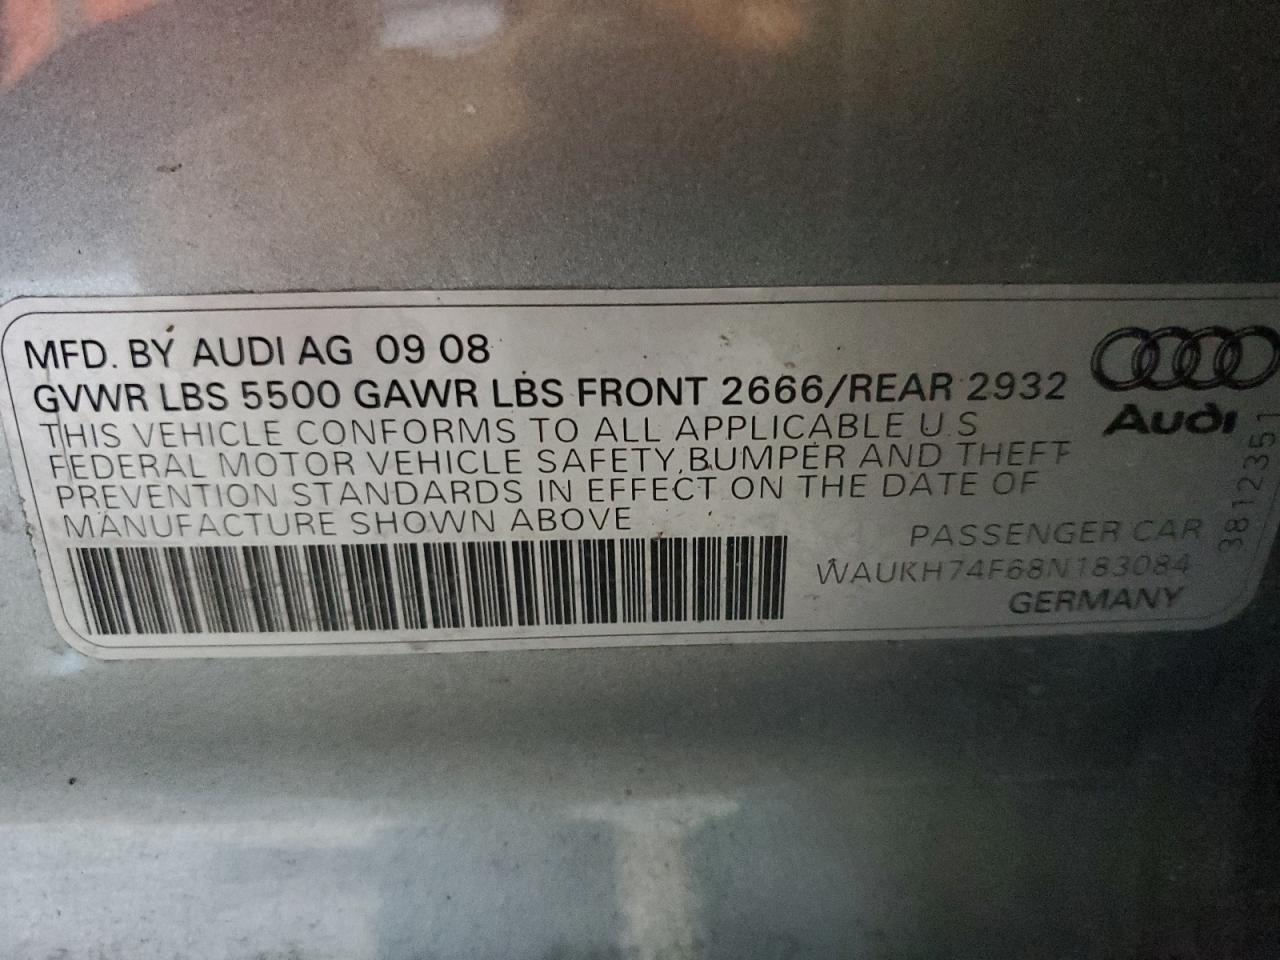 MFD. BY AUDI AG 09 08
GVWR LBS 5500 GAWR LBS FRONT 2666/REAR 2932
THIS VEHICLE CONFORMS TO ALL APPLICABLE U.S
FEDERAL MOTOR VEHICLE SAFETY, BUMPER AND THEFT
PREVENTION STANDARDS IN EFFECT ON THE DATE OF
MANUFACTURE SHOWN ABOVE
Audi
PASSENGER CAR
WAUKH74F68N183084
GERMANY
3812351